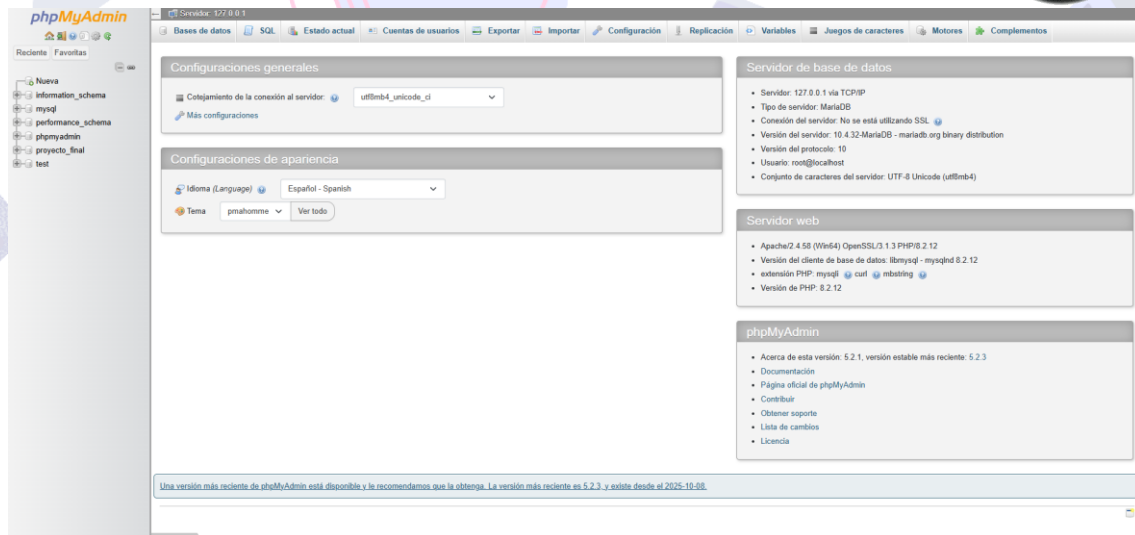 phpMyAdmin
Reciente Favoritas
Nueva
information_schema
mysql
performance_schema
phpmyadmin
proyecto_final
test
Servidor: 127.0.0.1
Bases de datos SQL Estado actual Cuentas de usuarios Exportar Importar Configuración Replicación Variables Juegos de caracteres Motores Complementos
Configuraciones generales
Cotejamiento de la conexión al servidor: utf8mb4_unicode_ci
Más configuraciones
Configuraciones de apariencia
Idioma (Language) Español - Spanish
Tema pmahomme Ver todo
Servidor de base de datos
• Servidor: 127.0.0.1 via TCP/IP
• Tipo de servidor: MariaDB
• Conexión del servidor: No se está utilizando SSL
• Versión del servidor: 10.4.32-MariaDB - mariadb.org binary distribution
• Versión del protocolo: 10
• Usuario: root@localhost
• Conjunto de caracteres del servidor: UTF-8 Unicode (utf8mb4)
Servidor web
• Apache/2.4.58 (Win64) OpenSSL/3.1.3 PHP/8.2.12
• Versión del cliente de base de datos: libmysql - mysqlnd 8.2.12
• extensión PHP: mysqli curl mbstring
• Versión de PHP: 8.2.12
phpMyAdmin
• Acerca de esta versión: 5.2.1, versión estable más reciente: 5.2.3
• Documentación
• Página oficial de phpMyAdmin
• Contribuir
• Obtener soporte
• Lista de cambios
• Licencia
Una versión más reciente de phpMyAdmin está disponible y le recomendamos que la obtenga. La versión más reciente es 5.2.3, y existe desde el 2025-10-08.